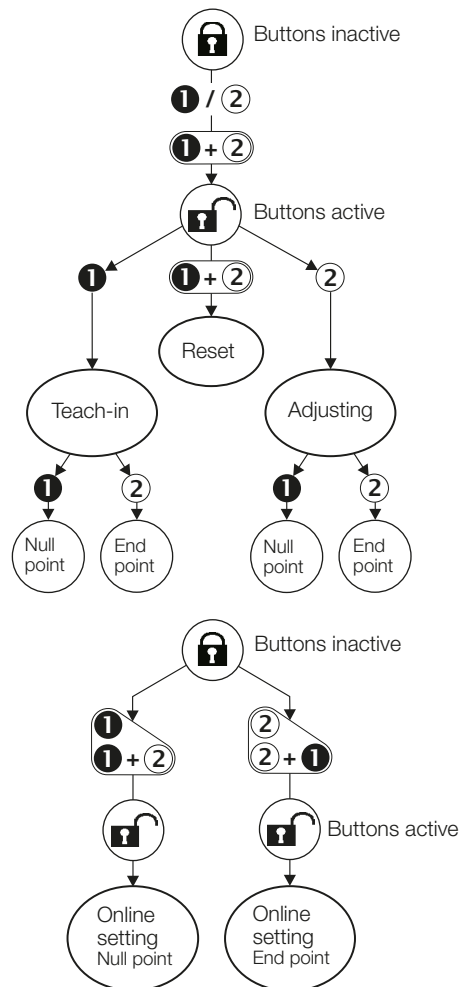 Buttons inactive
1 / 2
1 + 2
Buttons active
1
1 + 2
2
Reset
Teach-in
Adjusting
1
2
1
2
Null
point
End
point
Null
point
End
point
Buttons inactive
1
1 + 2
2
2 + 1
Buttons active
Online
setting
Null point
Online
setting
End point